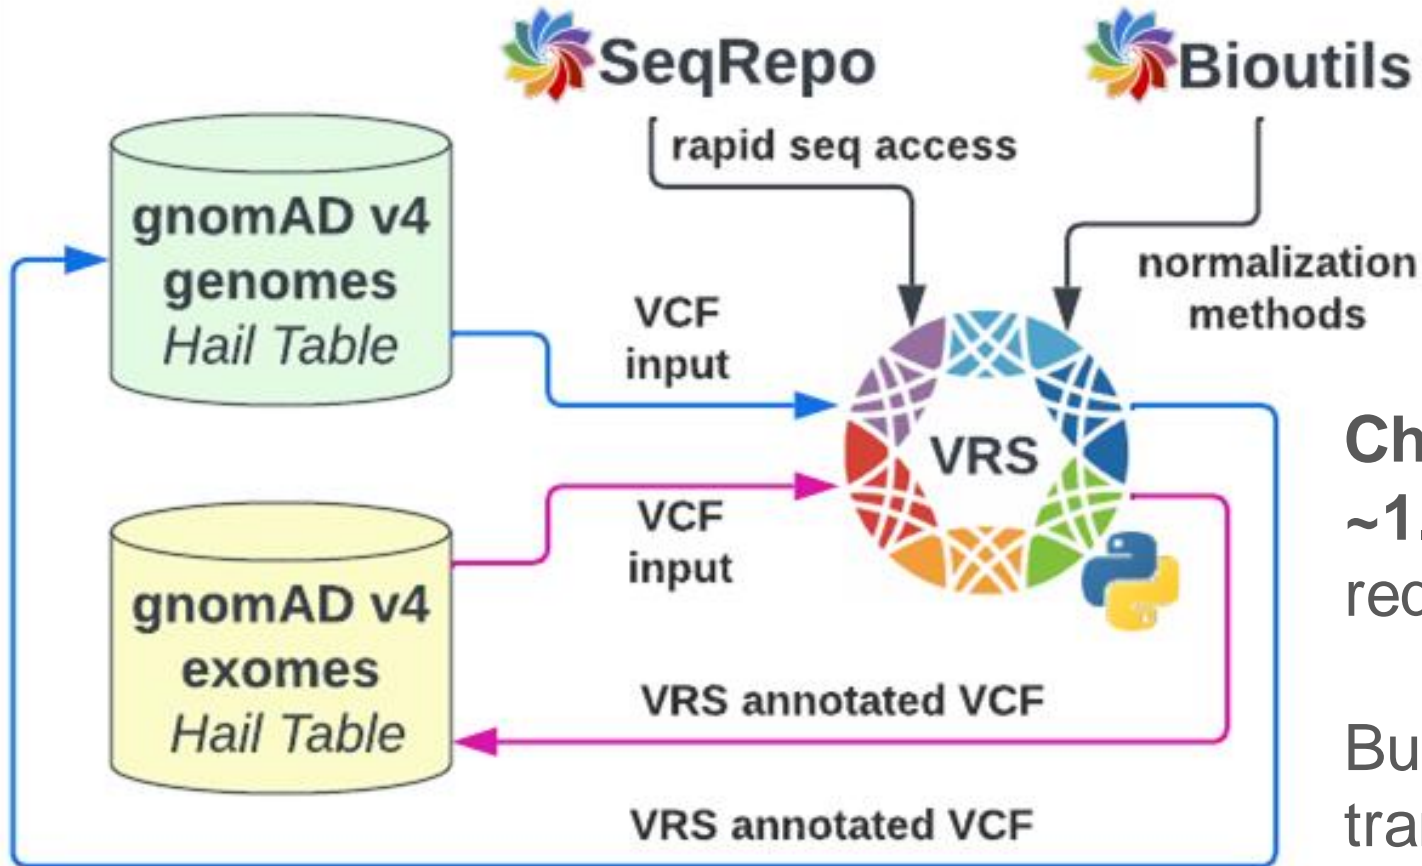 SeqRepo
Bioutils
rapid seq access
normalization
methods
gnomAD v4
genomes
Hail Table
VCF
input
VRS
VCF
input
gnomAD v4
exomes
Hail Table
VRS annotated VCF
VRS annotated VCF